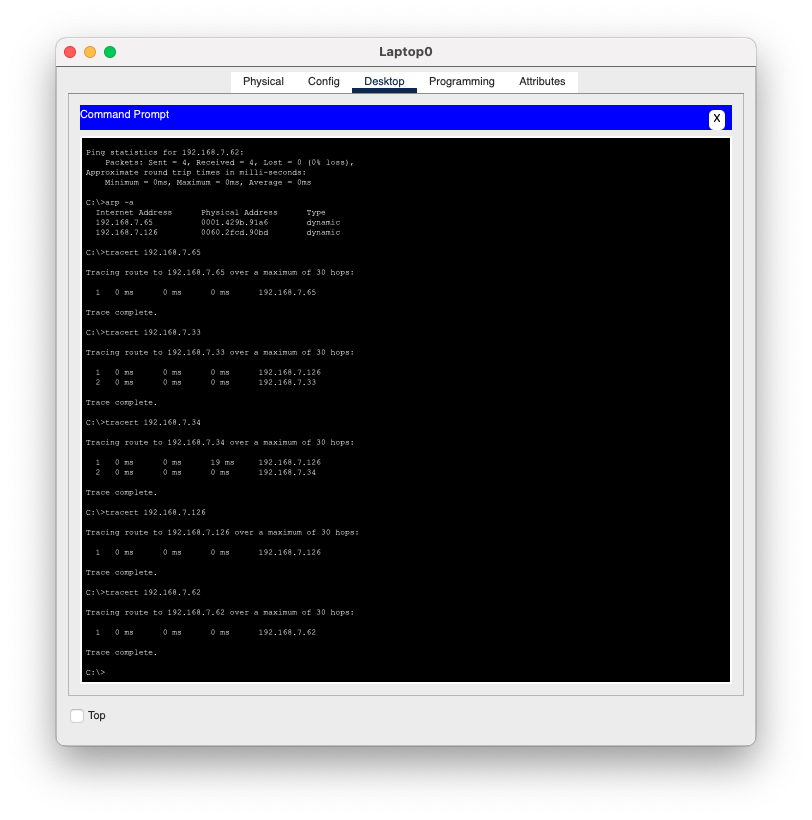 Laptop0
Physical Config Desktop Programming Attributes
Command Prompt
X
Ping statistics for 192.168.7.62:
    Packets: Sent = 4, Received = 4, Lost = 0 (0% loss),
Approximate round trip times in milli-seconds:
    Minimum = 0ms, Maximum = 0ms, Average = 0ms
C:\>arp -a
  Internet Address      Physical Address      Type
  192.168.7.65          0001.429b.91a6        dynamic
  192.168.7.126         0060.2fcd.90bd        dynamic
C:\>tracert 192.168.7.65
Tracing route to 192.168.7.65 over a maximum of 30 hops:
  1   0 ms      0 ms      0 ms      192.168.7.65
Trace complete.
C:\>tracert 192.168.7.33
Tracing route to 192.168.7.33 over a maximum of 30 hops:
  1   0 ms      0 ms      0 ms      192.168.7.126
  2   0 ms      0 ms      0 ms      192.168.7.33
Trace complete.
C:\>tracert 192.168.7.34
Tracing route to 192.168.7.34 over a maximum of 30 hops:
  1   0 ms      0 ms      19 ms     192.168.7.126
  2   0 ms      0 ms      0 ms      192.168.7.34
Trace complete.
C:\>tracert 192.168.7.126
Tracing route to 192.168.7.126 over a maximum of 30 hops:
  1   0 ms      0 ms      0 ms      192.168.7.126
Trace complete.
C:\>tracert 192.168.7.62
Tracing route to 192.168.7.62 over a maximum of 30 hops:
  1   0 ms      0 ms      0 ms      192.168.7.62
Trace complete.
C:\>
Top